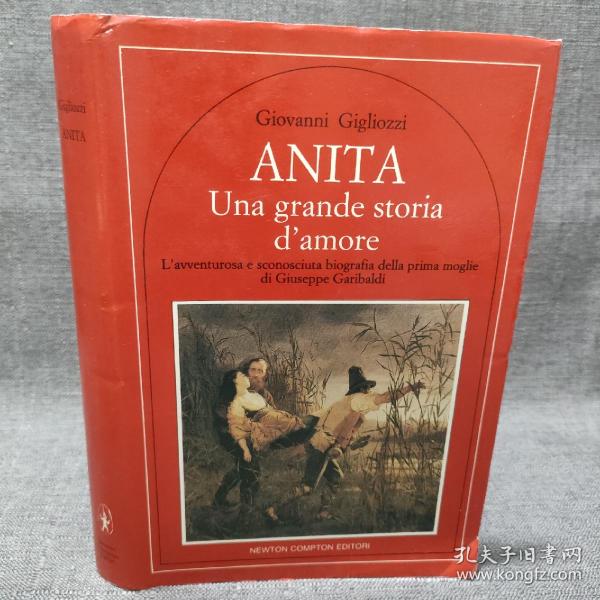 Gigliozzi
ANITA
Giovanni Gigliozzi
ANITA
Una grande storia
d'amore
L'avventurosa e sconosciuta biografia della prima moglie
di Giuseppe Garibaldi
NEWTON COMPTON EDITORI
孔夫子旧书网
www.kongfz.com